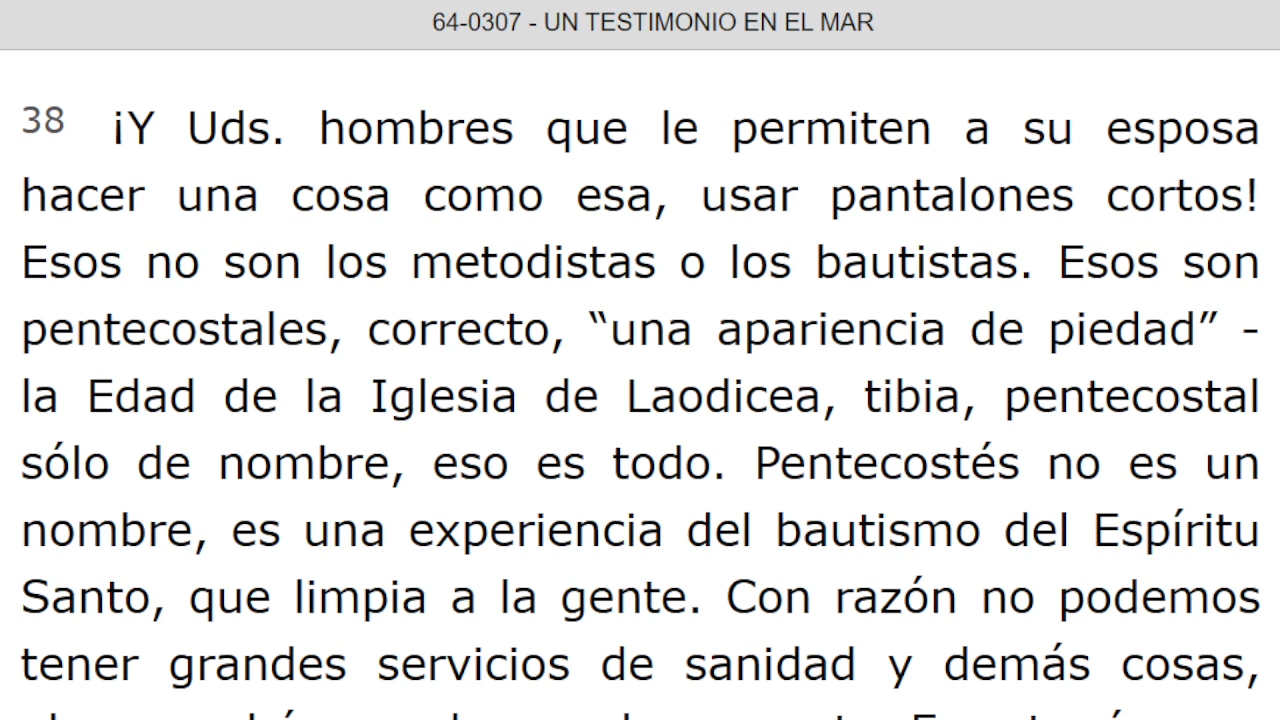 64-0307 - UN TESTIMONIO EN EL MAR
38 ¡Y Uds. hombres que le permiten a su esposa
hacer una cosa como esa, usar pantalones cortos!
Esos no son los metodistas o los bautistas. Esos son
pentecostales, correcto, “una apariencia de piedad” -
la Edad de la Iglesia de Laodicea, tibia, pentecostal
sólo de nombre, eso es todo. Pentecostés no es un
nombre, es una experiencia del bautismo del Espíritu
Santo, que limpia a la gente. Con razón no podemos
tener grandes servicios de sanidad y demás cosas,